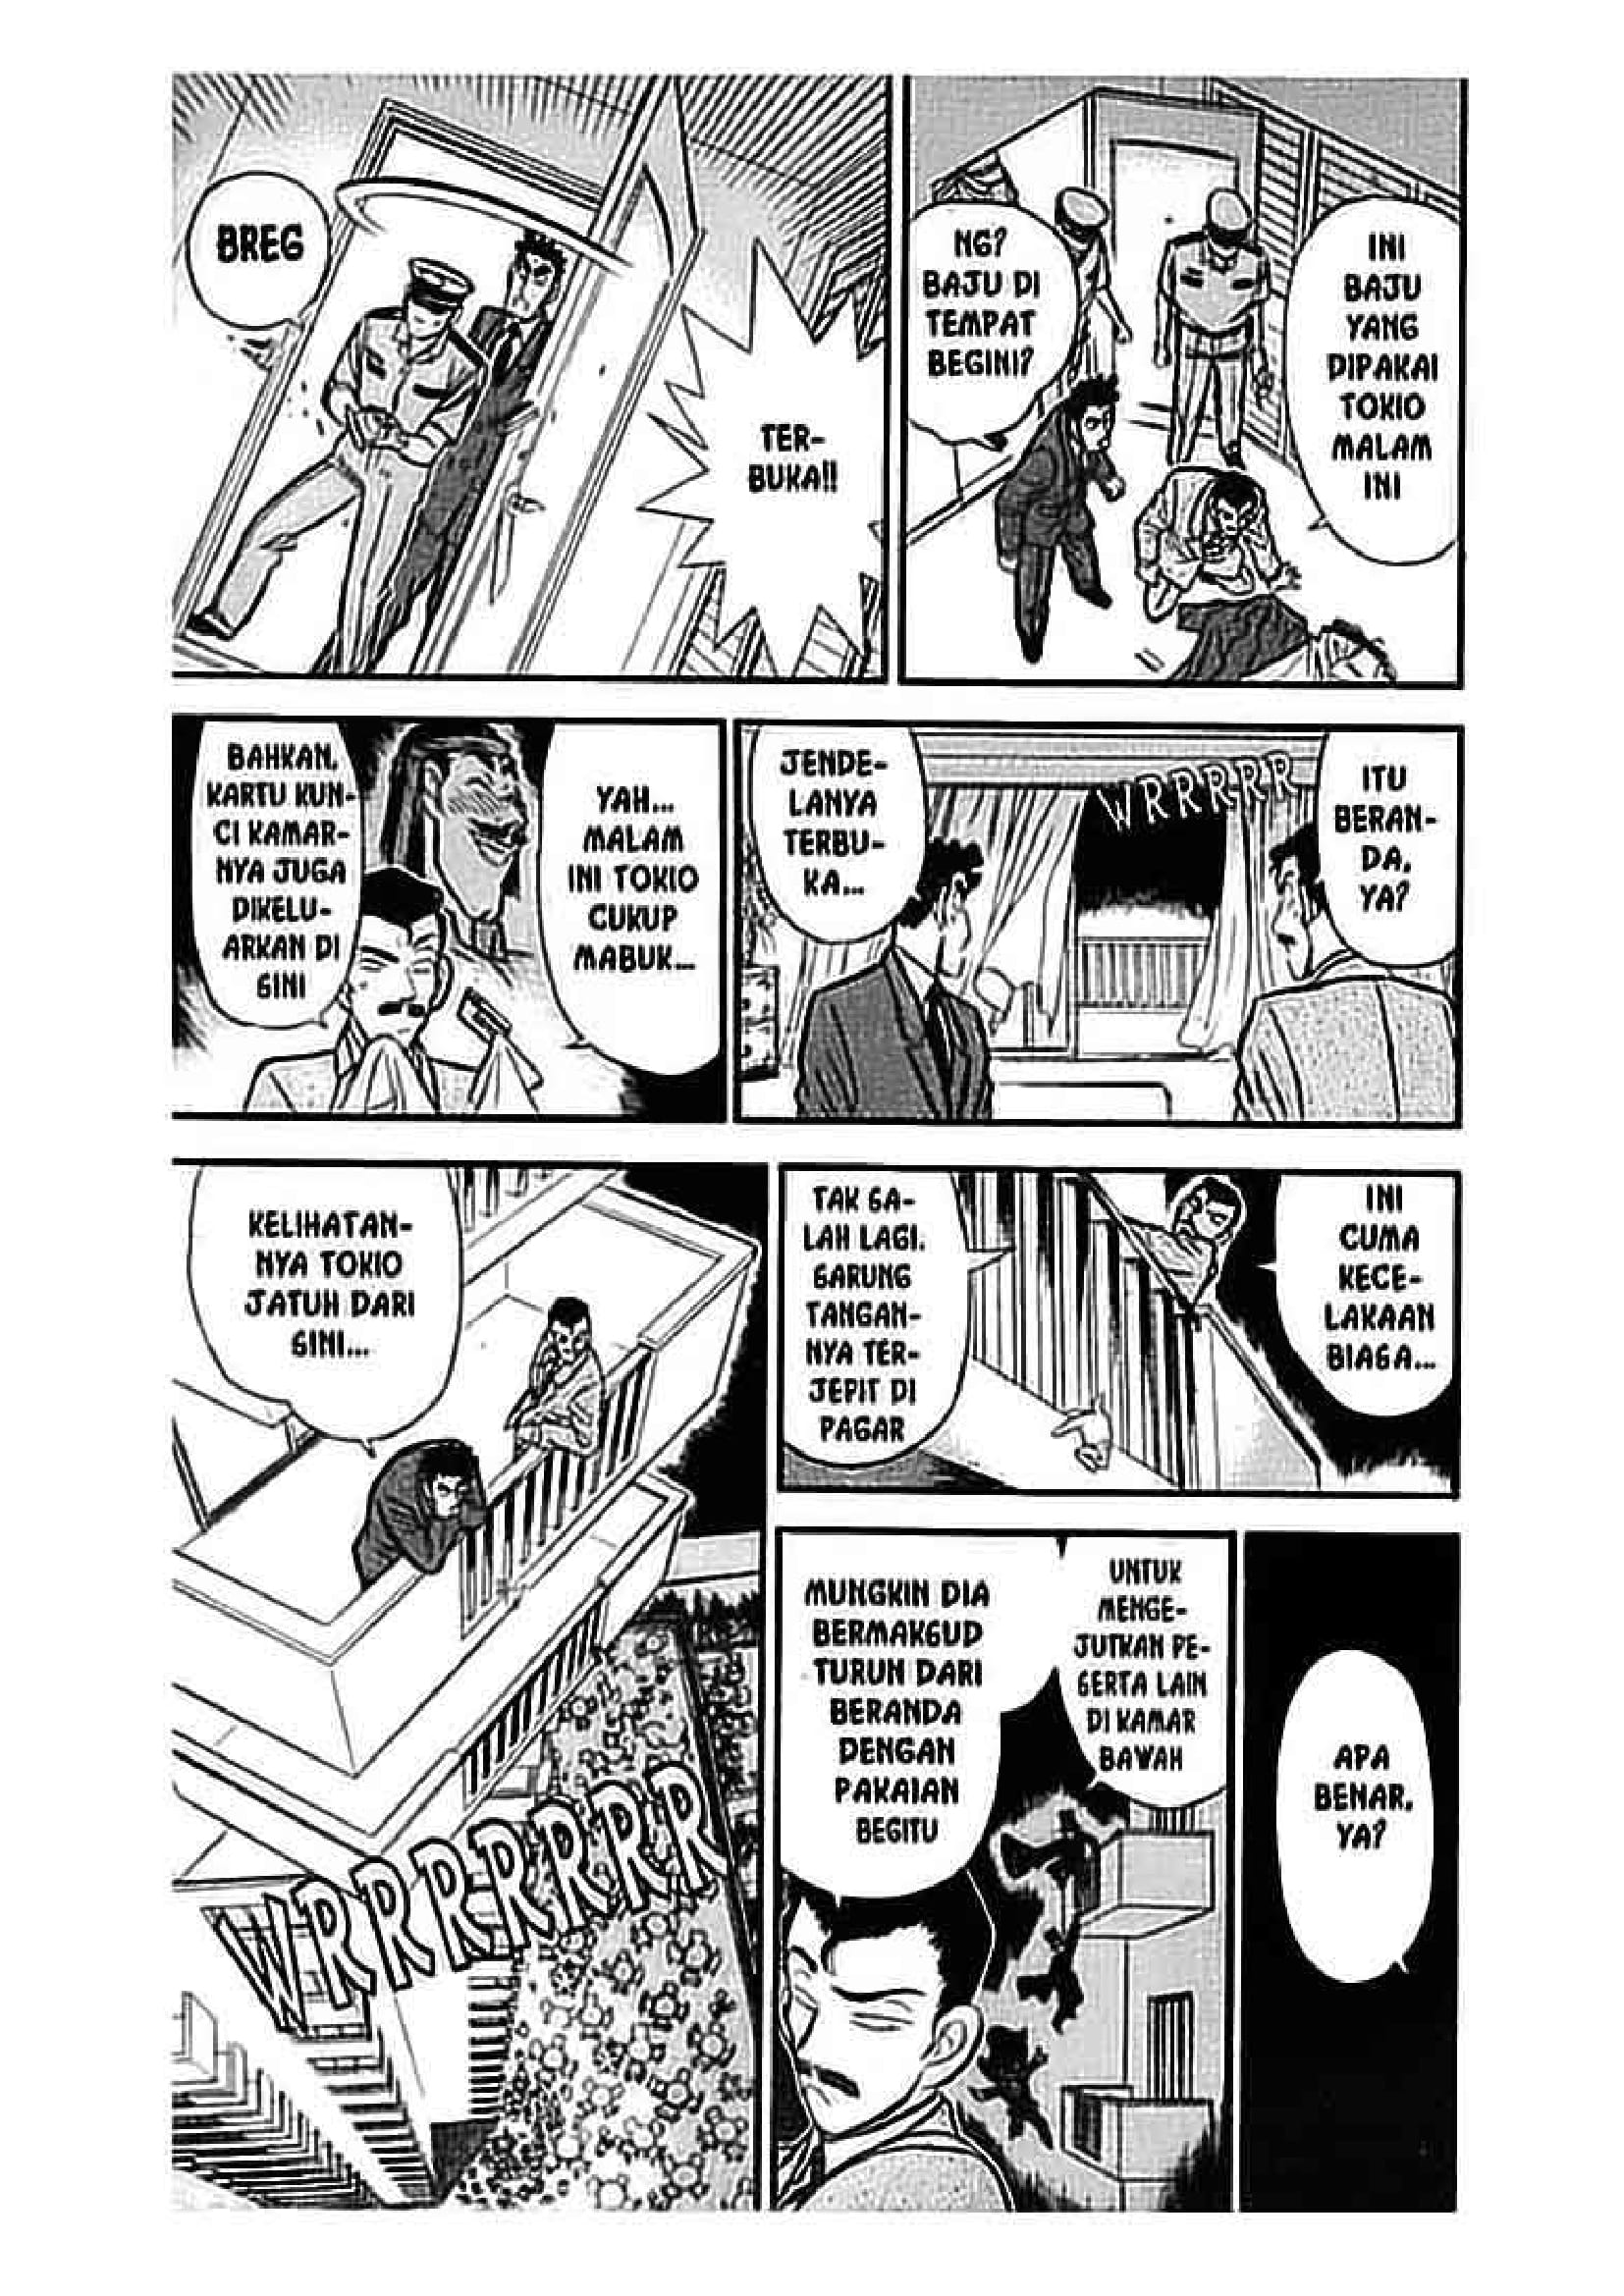 BREG
TER-
BUKA!!
NG?
BAJU DI
TEMPAT
BEGINI?
INI
BAJU
YANG
DIPAKAI
TOKIO
MALAM
INI
BAHKAN,
KARTU KUN-
CI KAMAR-
NYA JUGA
DIKELU-
ARKAN DI
SINI
YAH...
MALAM
INI TOKIO
CUKUP
MABUK...
JENDE-
LANYA
TERBU-
KA...
WRRRRR
ITU
BERAN-
DA,
YA?
KELIHATAN-
NYA TOKIO
JATUH DARI
SINI...
WRRRRRRR
TAK SA-
LAH LAGI.
SARUNG
TANGAN-
NYA TER-
JEPIT DI
PAGAR
INI
CUMA
KECE-
LAKAAN
BIASA...
MUNGKIN DIA
BERMAKSUD
TURUN DARI
BERANDA
DENGAN
PAKAIAN
BEGITU
UNTUK
MENGE-
JUTKAN PE-
SERTA LAIN
DI KAMAR
BAWAH
APA
BENAR,
YA?